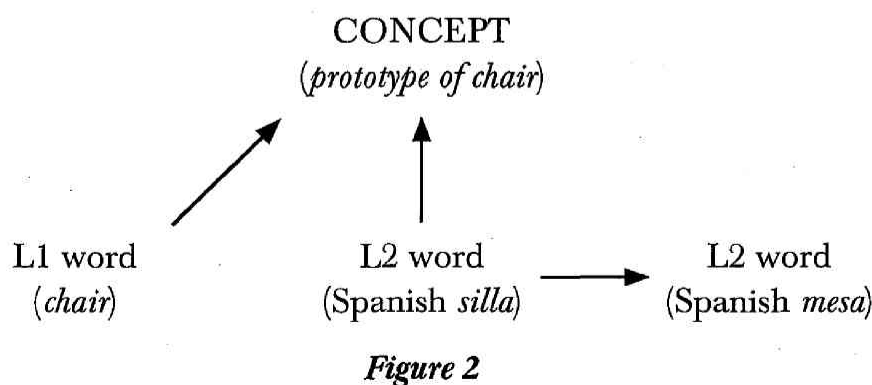 CONCEPT
(prototype of chair)
L1 word
(chair)
L2 word
(Spanish silla)
L2 word
(Spanish mesa)
Figure 2